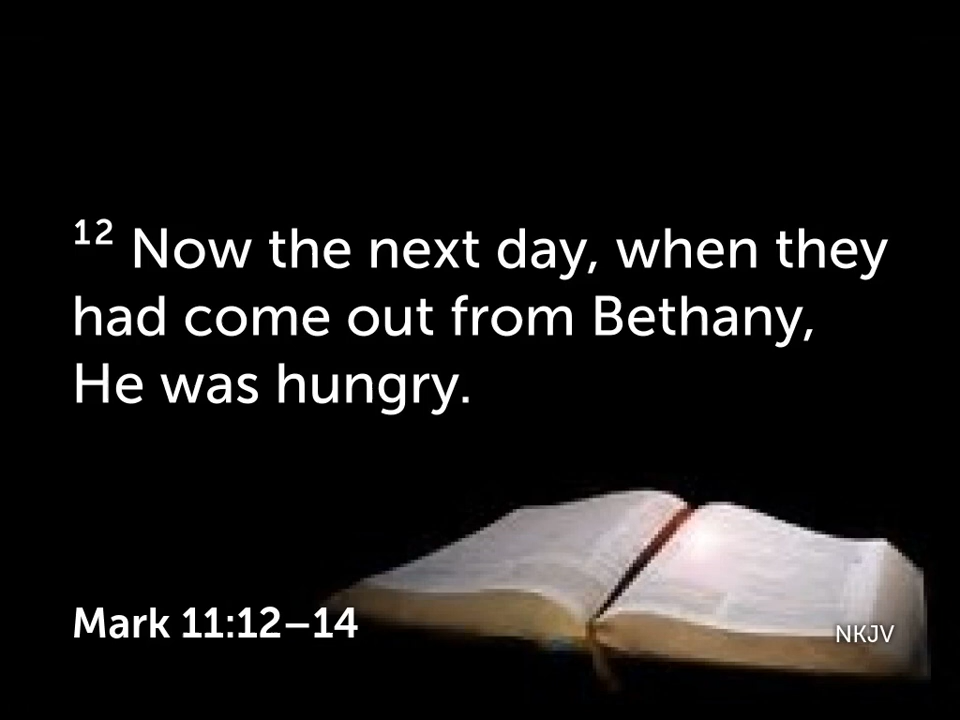 12 Now the next day, when they
had come out from Bethany,
He was hungry.
Mark 11:12–14
NKJV